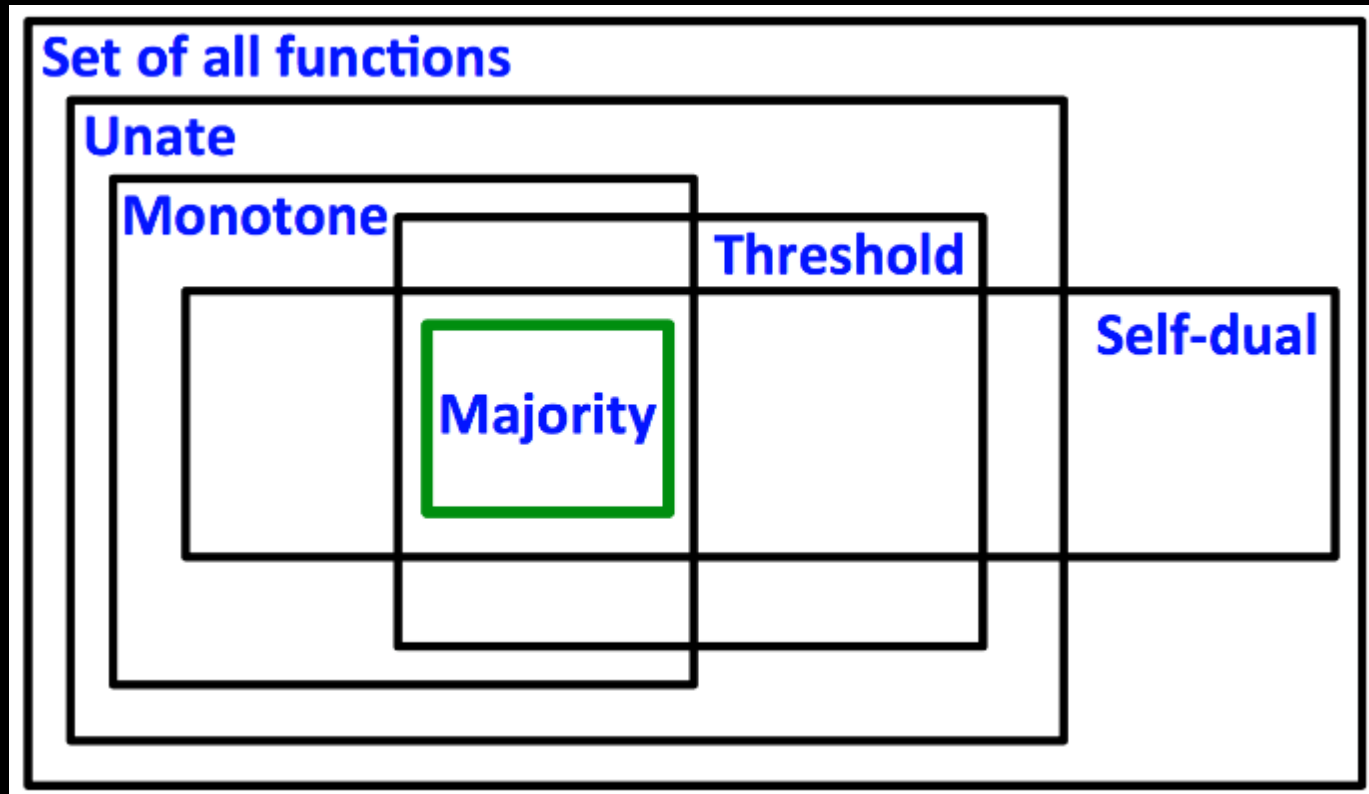 Set of all functions
Unate
Monotone
Threshold
Self-dual
Majority